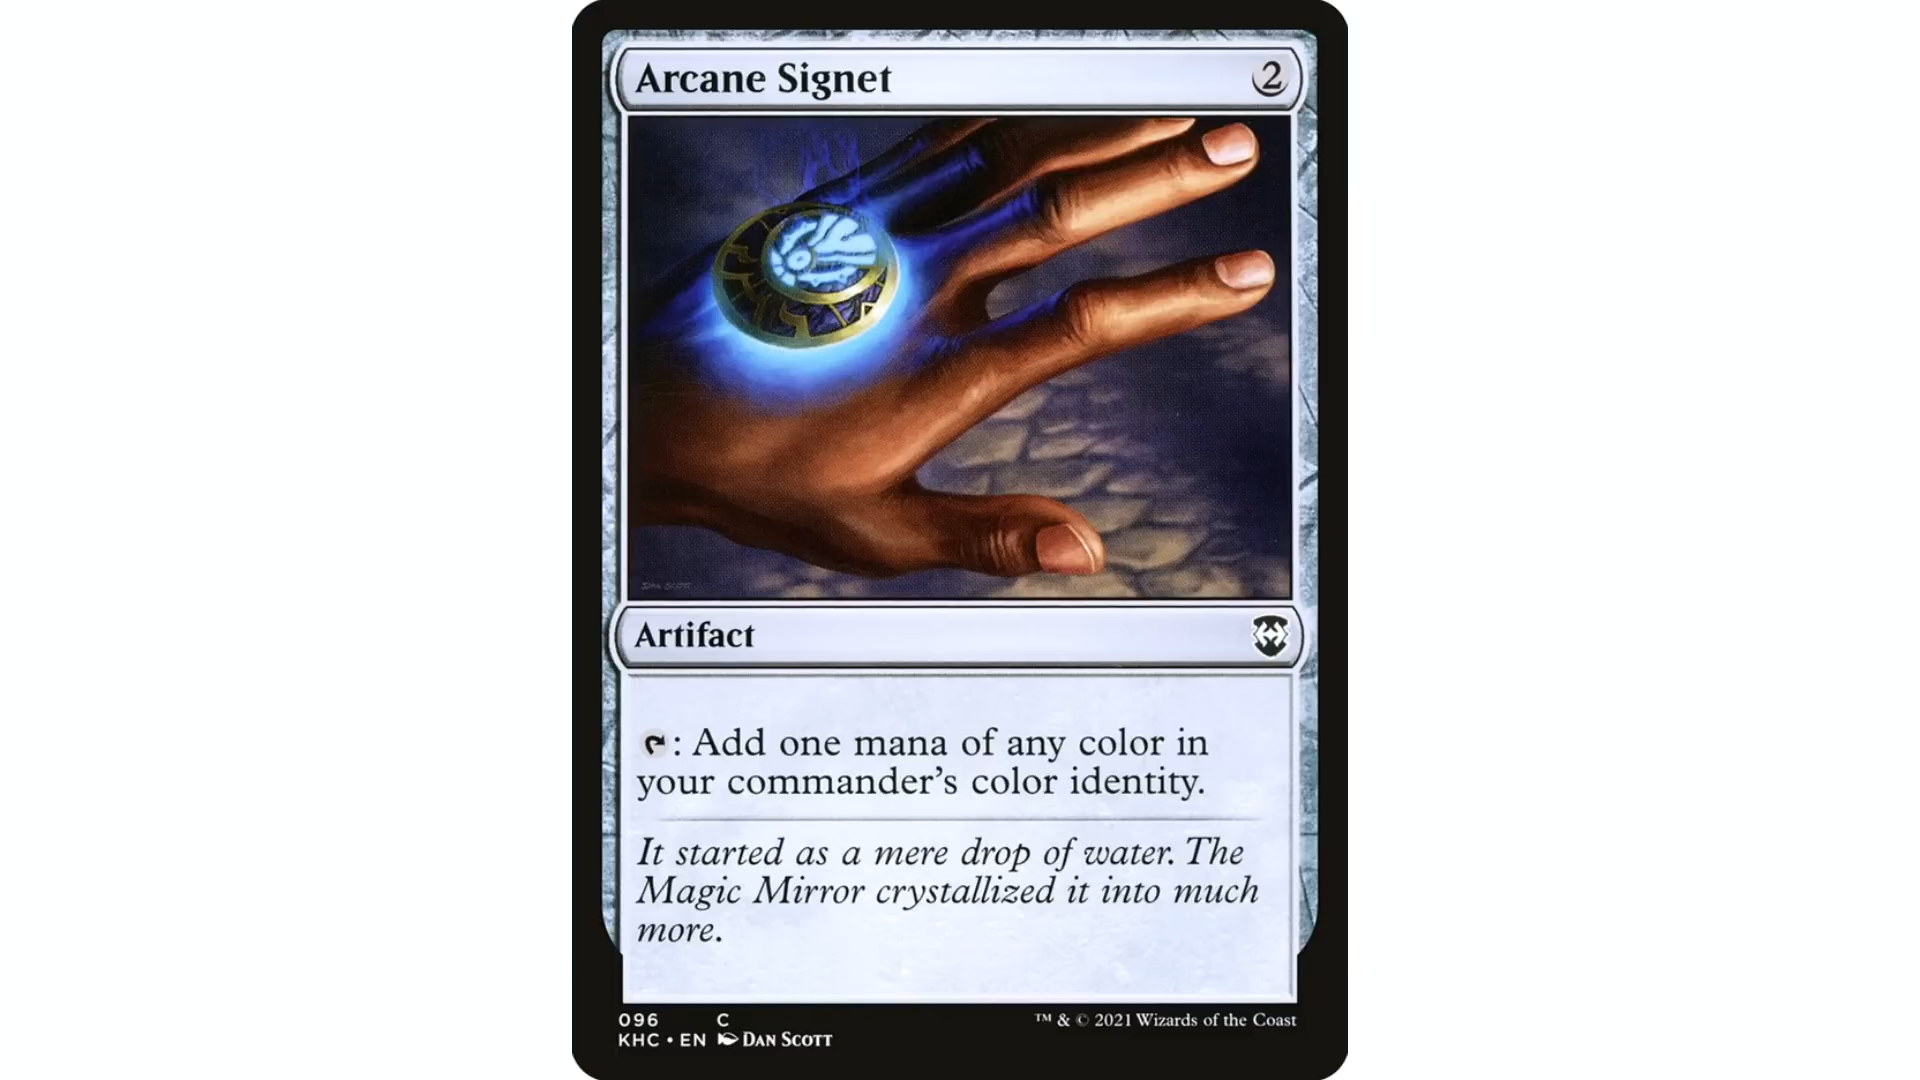 Arcane Signet 2
DAN SCOTT
Artifact
: Add one mana of any color in
your commander's color identity.
It started as a mere drop of water. The
Magic Mirror crystallized it into much
more.
096 C
KHC • EN DAN SCOTT
™ & © 2021 Wizards of the Coast